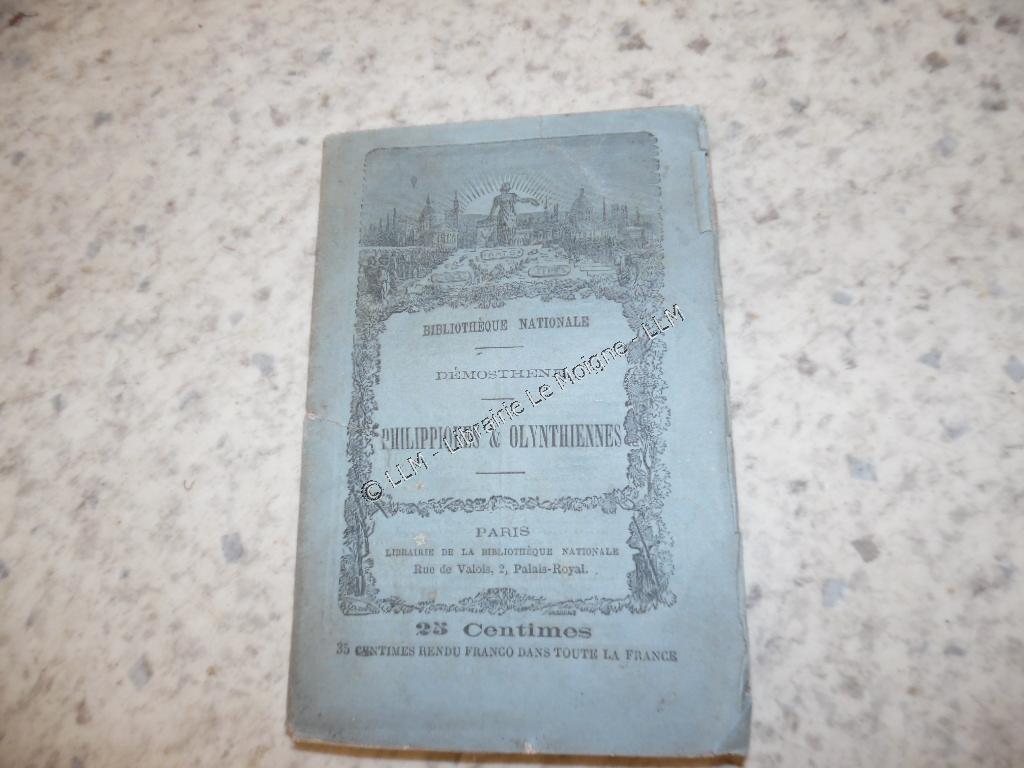 BIBLIOTHÈQUE NATIONALE
DÉMOSTHENE
PHILIPPIQUES & OLYNTHIENNES
PARIS
LIBRAIRIE DE LA BIBLIOTHÈQUE NATIONALE
Rue de Valois, 2, Palais-Royal.
25 Centimes
35 CENTIMES RENDU FRANCO DANS TOUTE LA FRANCE
© LLM - Librairie Le Moigne - LLM